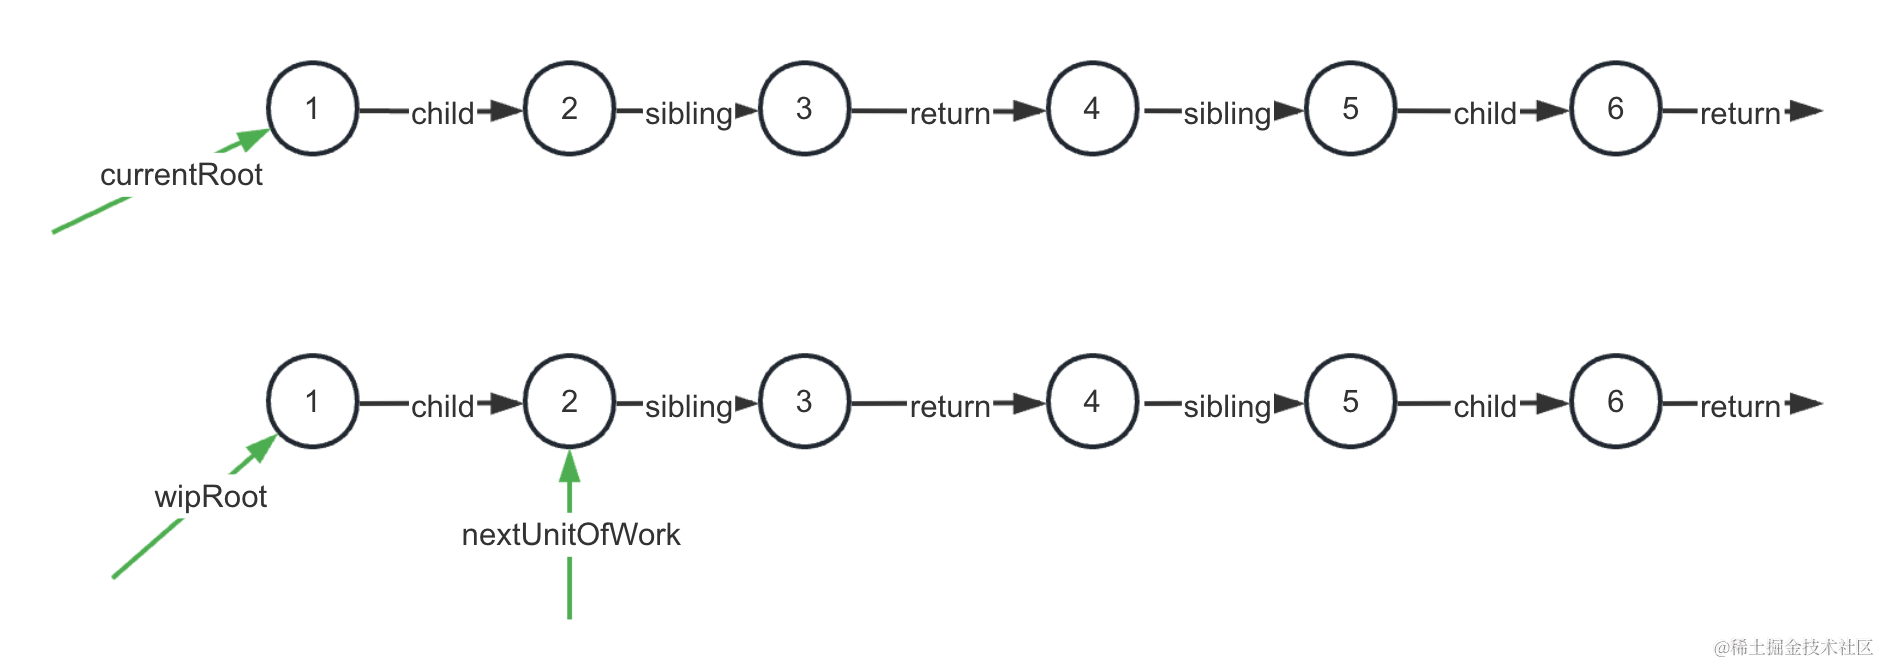 1 child 2 sibling 3 return 4 sibling 5 child 6 return
currentRoot
1 child 2 sibling 3 return 4 sibling 5 child 6 return
wipRoot
nextUnitOfWork
@稀土掘金技术社区